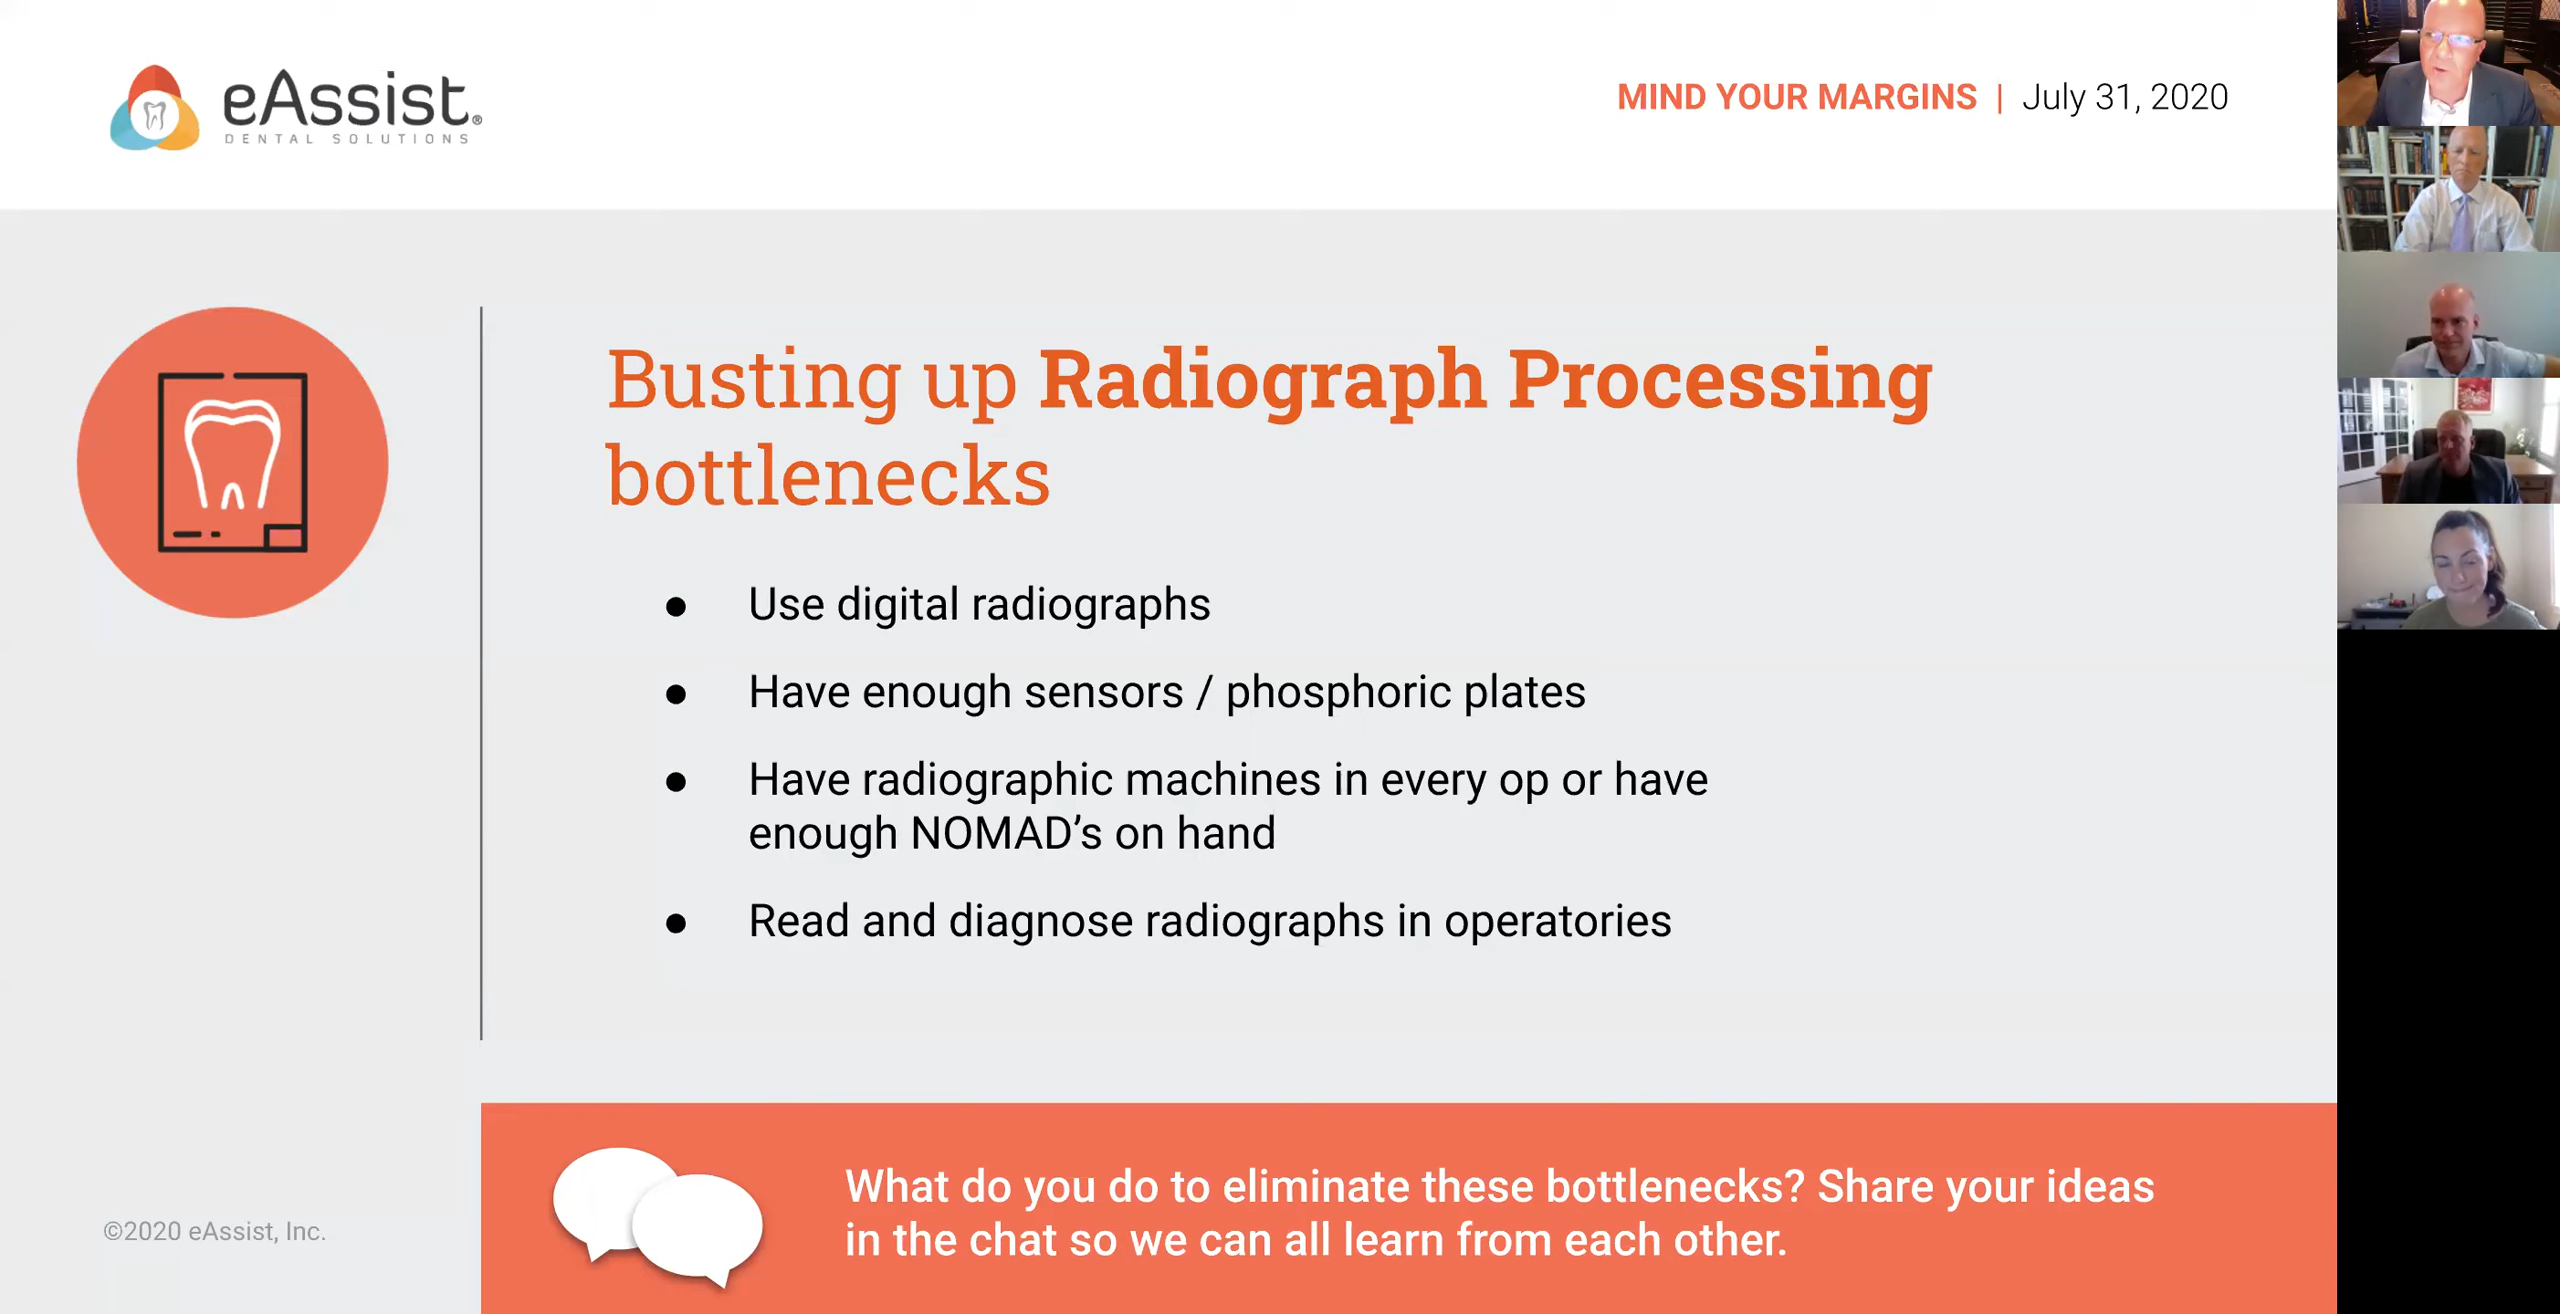 eAssist®
DENTAL SOLUTIONS
MIND YOUR MARGINS | July 31, 2020
Busting up Radiograph Processing
bottlenecks
● Use digital radiographs
● Have enough sensors / phosphoric plates
● Have radiographic machines in every op or have
enough NOMAD’s on hand
● Read and diagnose radiographs in operatories
What do you do to eliminate these bottlenecks? Share your ideas
in the chat so we can all learn from each other.
©2020 eAssist, Inc.